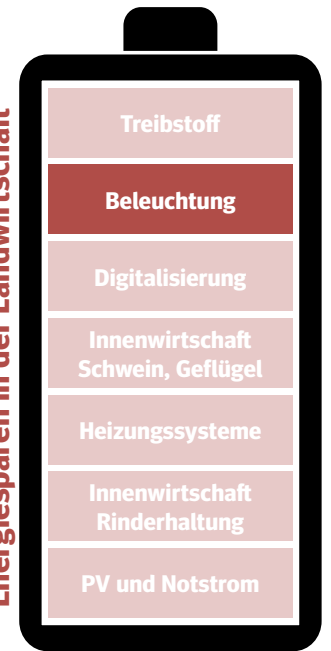 Energiesparen in der Landwirtschaft
Treibstoff
Beleuchtung
Digitalisierung
Innenwirtschaft
Schwein, Geflügel
Heizungssysteme
Innenwirtschaft
Rinderhaltung
PV und Notstrom